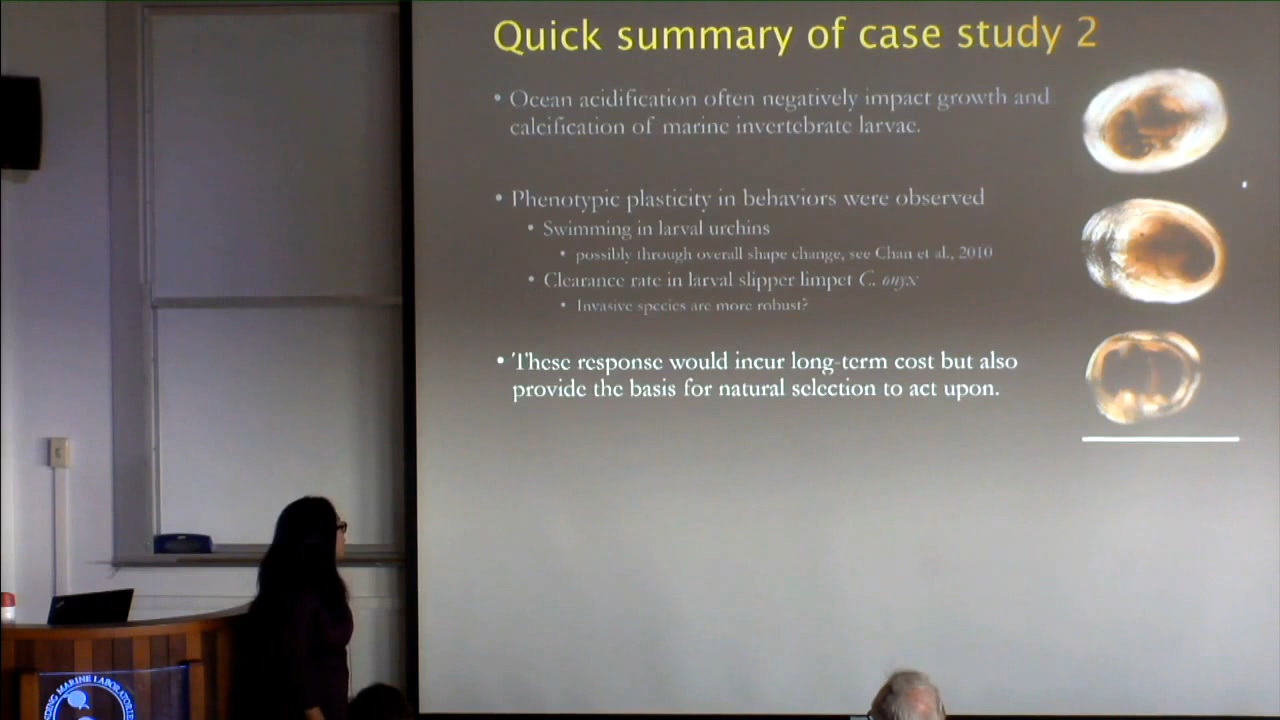 Quick summary of case study 2
• Ocean acidification often negatively impact growth and
calcification of marine invertebrate larvae.
• Phenotypic plasticity in behaviors were observed
• Swimming in larval urchins
• possibly through overall shape change, see Chan et al., 2010
• Clearance rate in larval slipper limpet C. onyx
• Invasive species are more robust?
• These response would incur long-term cost but also
provide the basis for natural selection to act upon.
MARINE LABORATORIES